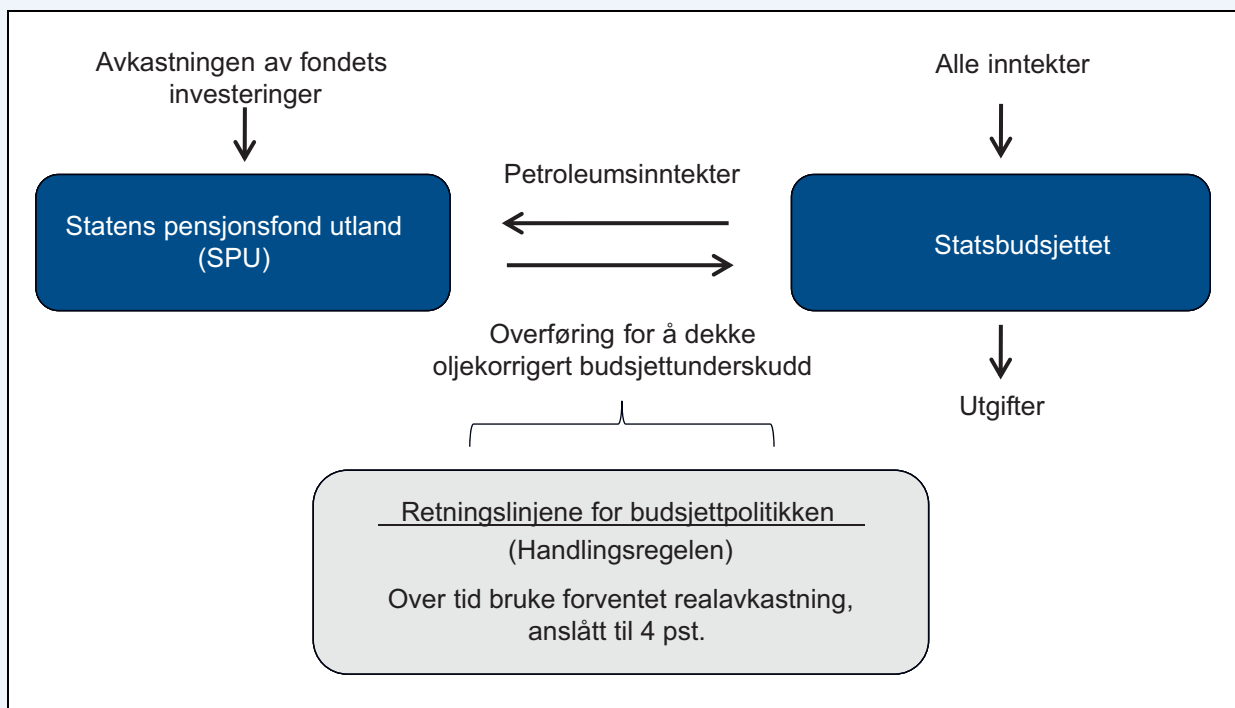 Avkastningen av fondets
investeringer
Alle inntekter
Petroleumsinntekter
Statens pensjonsfond utland
(SPU)
Statsbudsjettet
Overføring for å dekke
oljekorrigert budsjettunderskudd
Utgifter
Retningslinjene for budsjettpolitikken
(Handlingsregelen)
Over tid bruke forventet realavkastning,
anslått til 4 pst.